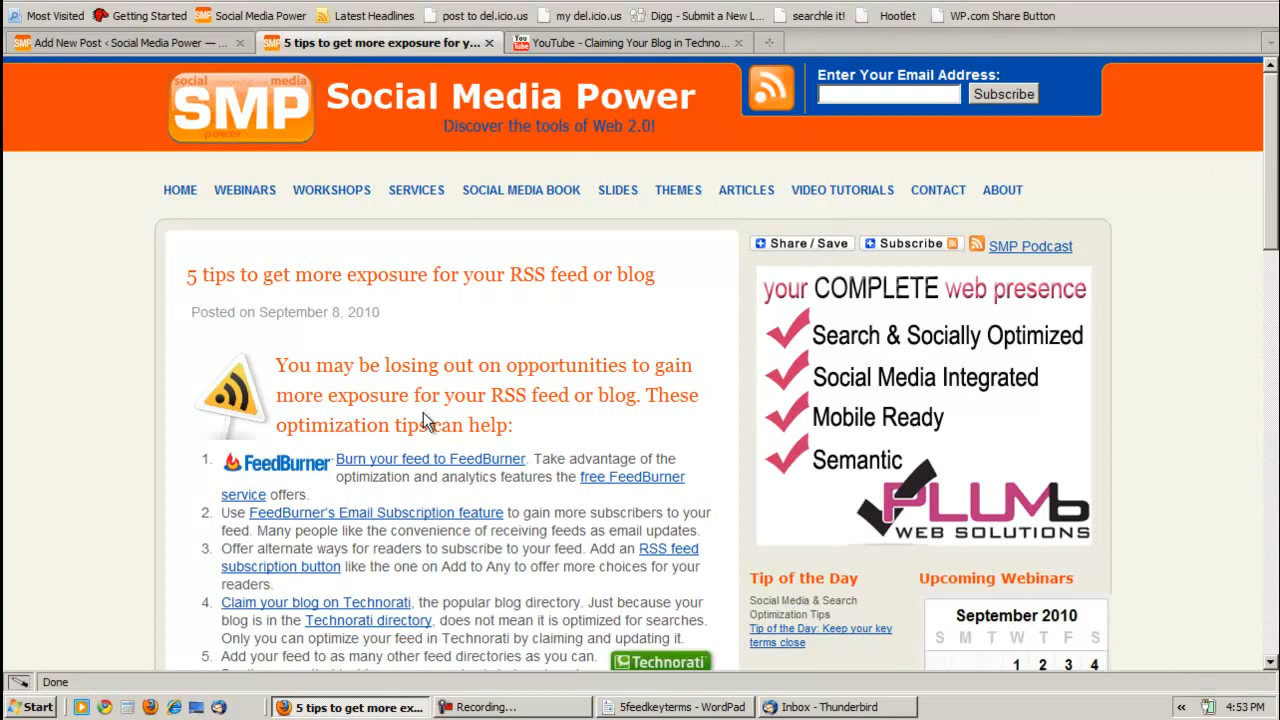 Most Visited Getting Started Social Media Power Latest Headlines post to del.icio.us my del.icio.us Digg - Submit a New L... searchle it! Hootlet WP.com Share Button
Add New Post ‹ Social Media Power — ... 5 tips to get more exposure for y... YouTube - Claiming Your Blog in Techno...
social media
SMP
power
Social Media Power
Discover the tools of Web 2.0!
Enter Your Email Address:
Subscribe
HOME WEBINARS WORKSHOPS SERVICES SOCIAL MEDIA BOOK SLIDES THEMES ARTICLES VIDEO TUTORIALS CONTACT ABOUT
5 tips to get more exposure for your RSS feed or blog
Posted on September 8, 2010
You may be losing out on opportunities to gain
more exposure for your RSS feed or blog. These
optimization tips can help:
1. FeedBurner Burn your feed to FeedBurner. Take advantage of the
optimization and analytics features the free FeedBurner
service offers.
2. Use FeedBurner's Email Subscription feature to gain more subscribers to your
feed. Many people like the convenience of receiving feeds as email updates.
3. Offer alternate ways for readers to subscribe to your feed. Add an RSS feed
subscription button like the one on Add to Any to offer more choices for your
readers.
4. Claim your blog on Technorati, the popular blog directory. Just because your
blog is in the Technorati directory, does not mean it is optimized for searches.
Only you can optimize your feed in Technorati by claiming and updating it.
5. Add your feed to as many other feed directories as you can.
Technorati
Share / Save Subscribe SMP Podcast
your COMPLETE web presence
Search & Socially Optimized
Social Media Integrated
Mobile Ready
Semantic
PLUMb
WEB SOLUTIONS
Tip of the Day
Social Media & Search
Optimization Tips
Tip of the Day: Keep your key
terms close
Upcoming Webinars
September 2010
S M T W T F S
1 2 3 4
Done
Start 5 tips to get more ex... Recording... 5feedkeyterms - WordPad Inbox - Thunderbird « 4:53 PM